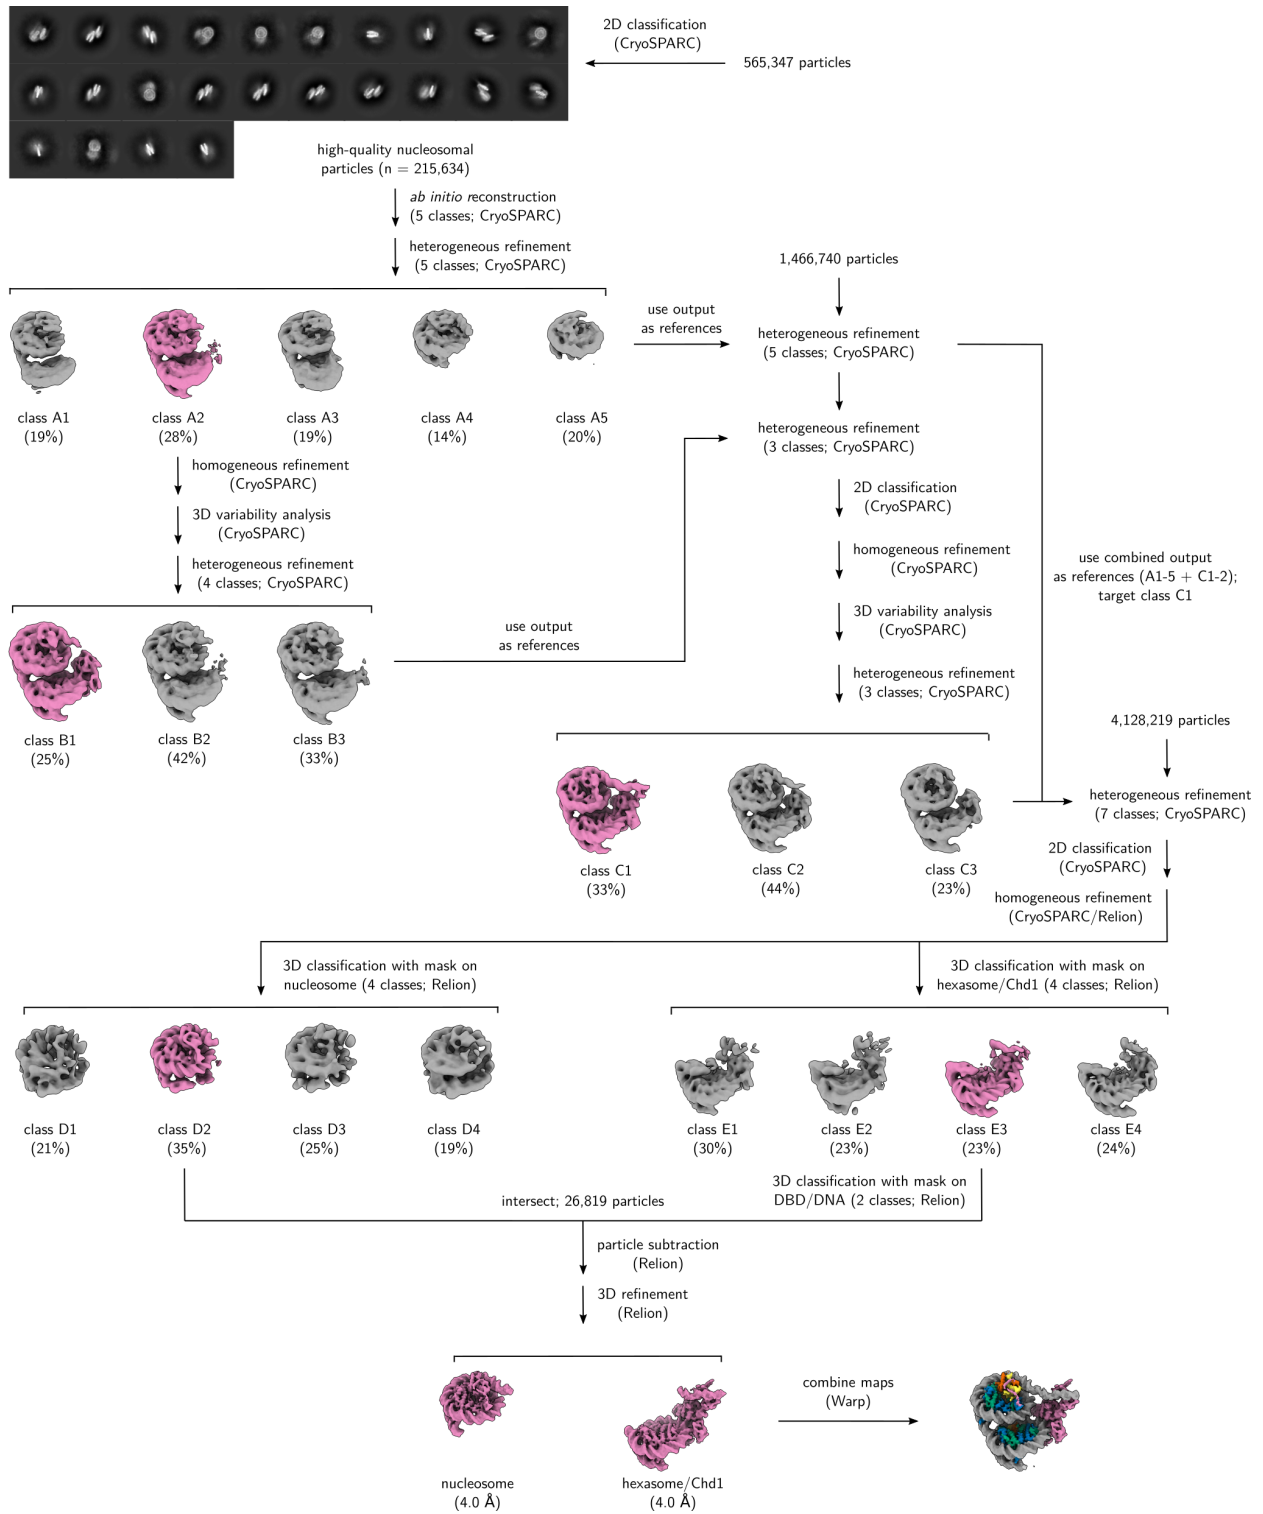 2D classification
(CryoSPARC)
565,347 particles
high-quality nucleosomal
particles (n = 215,634)
ab initio reconstruction
(5 classes; CryoSPARC)
heterogeneous refinement
(5 classes; CryoSPARC)
1,466,740 particles
use output
as references
heterogeneous refinement
(5 classes; CryoSPARC)
class A1
(19%)
class A2
(28%)
class A3
(19%)
class A4
(14%)
class A5
(20%)
heterogeneous refinement
(3 classes; CryoSPARC)
homogeneous refinement
(CryoSPARC)
3D variability analysis
(CryoSPARC)
heterogeneous refinement
(4 classes; CryoSPARC)
2D classification
(CryoSPARC)
homogeneous refinement
(CryoSPARC)
3D variability analysis
(CryoSPARC)
heterogeneous refinement
(3 classes; CryoSPARC)
use combined output
as references (A1-5 + C1-2);
target class C1
use output
as references
class B1
(25%)
class B2
(42%)
class B3
(33%)
4,128,219 particles
heterogeneous refinement
(7 classes; CryoSPARC)
class C1
(33%)
class C2
(44%)
class C3
(23%)
2D classification
(CryoSPARC)
homogeneous refinement
(CryoSPARC/Relion)
3D classification with mask on
nucleosome (4 classes; Relion)
3D classification with mask on
hexasome/Chd1 (4 classes; Relion)
class D1
(21%)
class D2
(35%)
class D3
(25%)
class D4
(19%)
class E1
(30%)
class E2
(23%)
class E3
(23%)
class E4
(24%)
3D classification with mask on
DBD/DNA (2 classes; Relion)
intersect; 26,819 particles
particle subtraction
(Relion)
3D refinement
(Relion)
combine maps
(Warp)
nucleosome
(4.0 Å)
hexasome/Chd1
(4.0 Å)